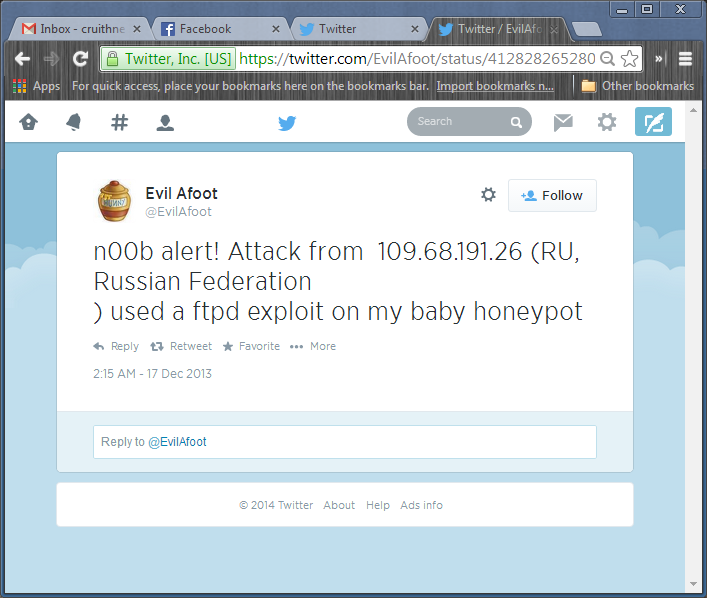 Inbox - cruithne
Facebook
Twitter
Twitter / EvilAfo
Twitter, Inc. [US] https://twitter.com/EvilAfoot/status/412828265280
Apps For quick access, place your bookmarks here on the bookmarks bar. Import bookmarks n... Other bookmarks
Search
Evil Afoot
@EvilAfoot
Follow
n00b alert! Attack from 109.68.191.26 (RU,
Russian Federation
) used a ftpd exploit on my baby honeypot
Reply Retweet Favorite More
2:15 AM - 17 Dec 2013
Reply to @EvilAfoot
© 2014 Twitter About Help Ads info